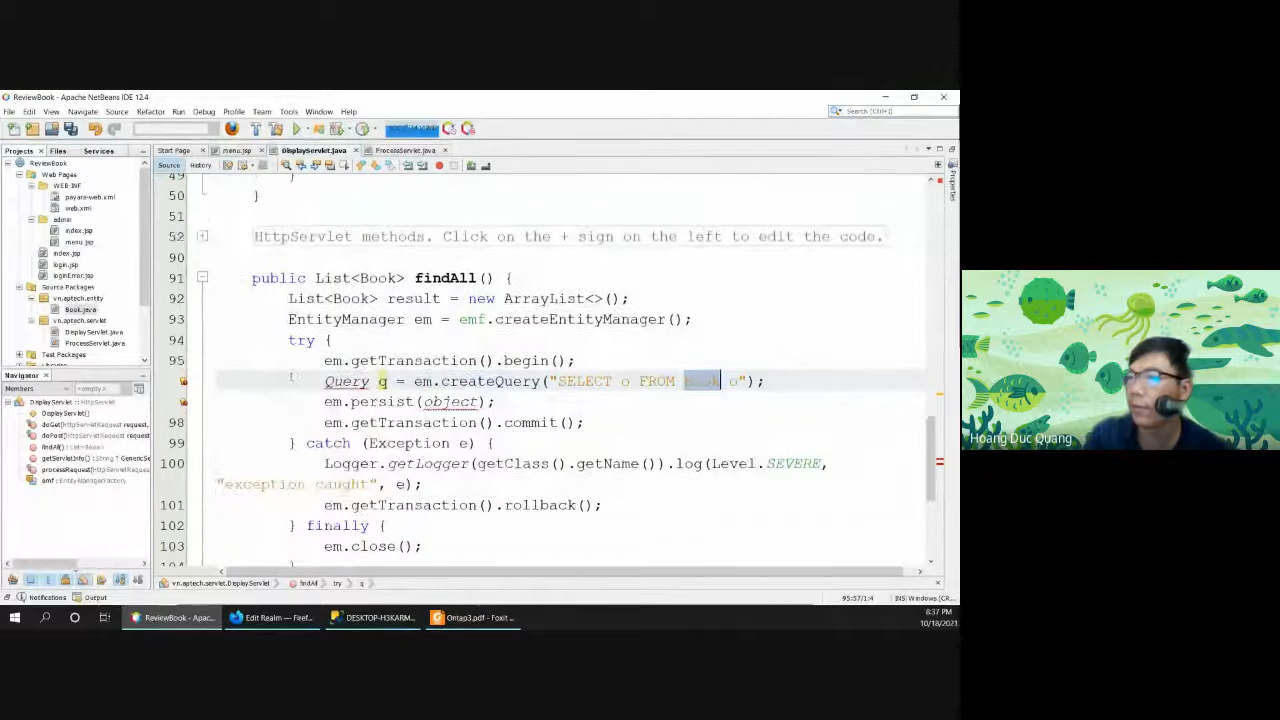 ReviewBook - Apache NetBeans IDE 12.4
File Edit View Navigate Source Refactor Run Debug Profile Team Tools Window Help
Search (Ctrl+I)
Projects Files Services
Start Page menu.jsp DisplayServlet.java ProcessServlet.java
Source History
ReviewBook
Web Pages
WEB-INF
payara-web.xml
web.xml
admin
index.jsp
menu.jsp
index.jsp
login.jsp
loginError.jsp
Source Packages
vn.aptech.entity
Book.java
vn.aptech.servlet
DisplayServlet.java
ProcessServlet.java
Test Packages
Navigator
Members <empty>
DisplayServlet :: HttpServlet
DisplayServlet()
doGet(HttpServletRequest request,
doPost(HttpServletRequest request,
findAll() : List<Book>
getServletInfo() : String ↑ GenericSe
processRequest(HttpServletRequest
emf : EntityManagerFactory
49 }
50 }
51
52 HttpServlet methods. Click on the + sign on the left to edit the code.
90
91 public List<Book> findAll() {
92 List<Book> result = new ArrayList<>();
93 EntityManager em = emf.createEntityManager();
94 try {
95 em.getTransaction().begin();
Query q = em.createQuery("SELECT o FROM Book o");
em.persist(object);
98 em.getTransaction().commit();
99 } catch (Exception e) {
100 Logger.getLogger(getClass().getName()).log(Level.SEVERE,
"exception caught", e);
101 em.getTransaction().rollback();
102 } finally {
103 em.close();
104 }
Properties
vn.aptech.servlet.DisplayServlet findAll try q
Notifications Output
95:57/1:4 INS Windows (CR...
ReviewBook - Apac... Edit Realm — Firef... DESKTOP-H3KARM... Ontap3.pdf - Foxit ...
8:37 PM
10/18/2021
Hoang Duc Quang